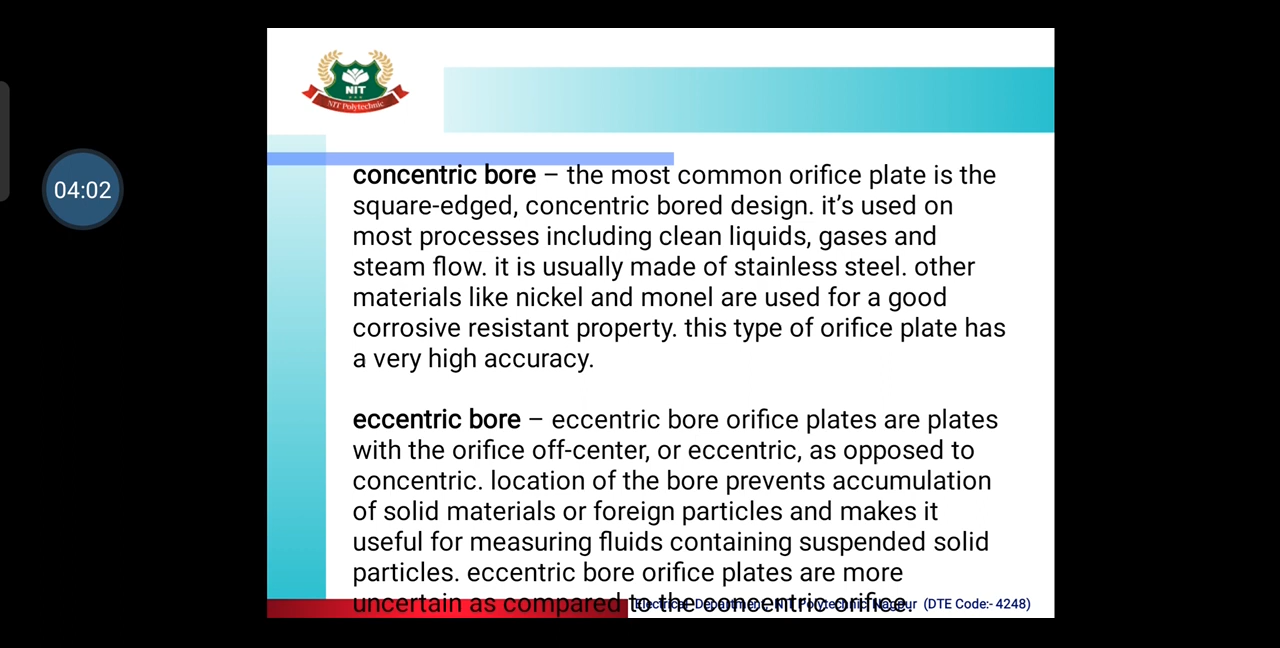 NIT
NIT Polytechnic
04:02
concentric bore – the most common orifice plate is the
square-edged, concentric bored design. it’s used on
most processes including clean liquids, gases and
steam flow. it is usually made of stainless steel. other
materials like nickel and monel are used for a good
corrosive resistant property. this type of orifice plate has
a very high accuracy.
eccentric bore – eccentric bore orifice plates are plates
with the orifice off-center, or eccentric, as opposed to
concentric. location of the bore prevents accumulation
of solid materials or foreign particles and makes it
useful for measuring fluids containing suspended solid
particles. eccentric bore orifice plates are more
uncertain as compared to the concentric orifice.
Electrical Department, NIT Polytechnic Nagpur (DTE Code:- 4248)